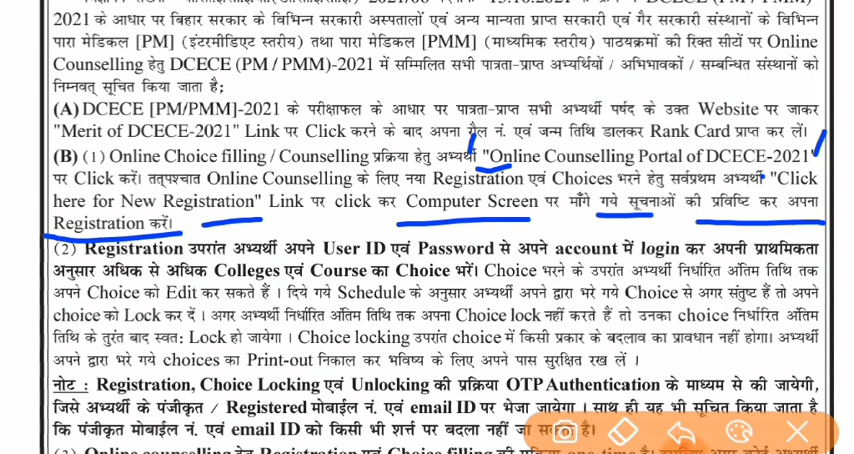 2021 के आधार पर बिहार सरकार के विभिन्न सरकारी अस्पतालों एवं अन्य मान्यता प्राप्त सरकारी एवं गैर सरकारी संस्थानों के विभिन्न
पारा मेडिकल [PM] (इंटरमीडिएट स्तरीय) तथा पारा मेडिकल [PMM] (माध्यमिक स्तरीय) पाठयक्रमों की रिक्त सीटों पर Online
Counselling हेतु DCECE (PM / PMM)-2021 में सम्मिलित सभी पात्रता-प्राप्त अभ्यर्थियों / अभिभावकों / सम्बन्धित संस्थानों को
निम्नवत् सूचित किया जाता है;
(A) DCECE [PM/PMM]-2021 के परीक्षाफल के आधार पर पात्रता-प्राप्त सभी अभ्यर्थी पर्षद के उक्त Website पर जाकर
"Merit of DCECE-2021" Link पर Click करने के बाद अपना रौल नं. एवं जन्म तिथि डालकर Rank Card प्राप्त कर लें।
(B) (1) Online Choice filling / Counselling प्रक्रिया हेतु अभ्यर्थी "Online Counselling Portal of DCECE-2021"
पर Click करें। तत्पश्चात Online Counselling के लिए नया Registration एवं Choices भरने हेतु सर्वप्रथम अभ्यर्थी "Click
here for New Registration" Link पर click कर Computer Screen पर माँगे गये सूचनाओं की प्रविष्टि कर अपना
Registration करें।
(2) Registration उपरांत अभ्यर्थी अपने User ID एवं Password से अपने account में login कर अपनी प्राथमिकता
अनुसार अधिक से अधिक Colleges एवं Course का Choice भरें। Choice भरने के उपरांत अभ्यर्थी निर्धारित अंतिम तिथि तक
अपने Choice को Edit कर सकते हैं । दिये गये Schedule के अनुसार अभ्यर्थी अपने द्वारा भरे गये Choice से अगर संतुष्ट हैं तो अपने
choice को Lock कर दें । अगर अभ्यर्थी निर्धारित अंतिम तिथि तक अपना Choice lock नहीं करते हैं तो उनका choice निर्धारित अंतिम
तिथि के तुरंत बाद स्वत: Lock हो जायेगा । Choice locking उपरांत choice में किसी प्रकार के बदलाव का प्रावधान नहीं होगा। अभ्यर्थी
अपने द्वारा भरे गये choices का Print-out निकाल कर भविष्य के लिए अपने पास सुरक्षित रख लें ।
नोट : Registration, Choice Locking एवं Unlocking की प्रक्रिया OTP Authentication के माध्यम से की जायेगी,
जिसे अभ्यर्थी के पंजीकृत / Registered मोबाईल नं. एवं email ID पर भेजा जायेगा । साथ ही यह भी सूचित किया जाता है
कि पंजीकृत मोबाईल नं. एवं email ID को किसी भी शर्त्त पर बदला नहीं जा सकता है।